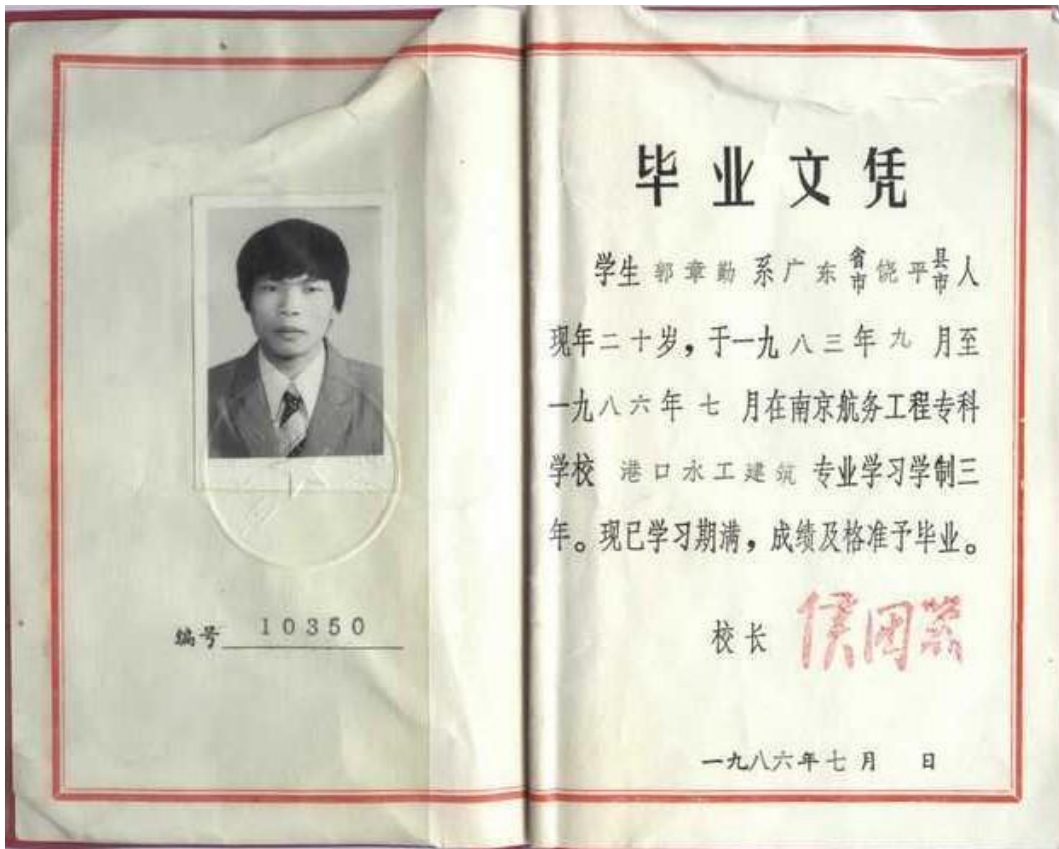 编号 10350
毕业文凭
学生 郭章勤 系广东省市饶平县市人
现年二十岁，于一九八三年九月至
一九八六年七月在南京航务工程专科
学校 港口水工建筑 专业学习学制三
年。现已学习期满，成绩及格准予毕业。
校长
一九八六年七月 日